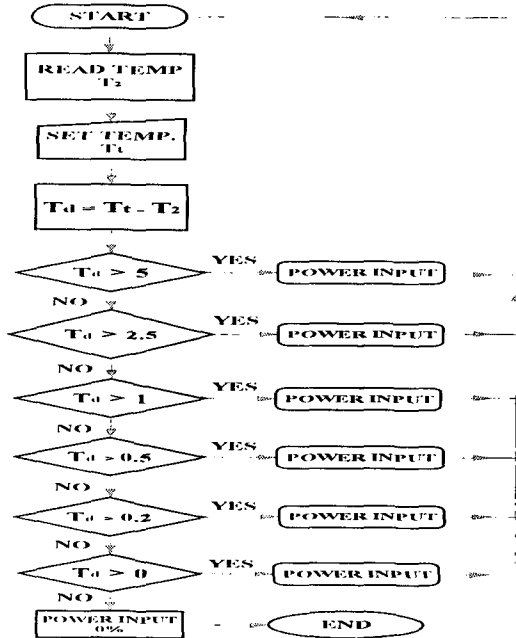 START
READ TEMP
T₂
SET TEMP.
Tt
Td = Tt - T₂
Td > 5
YES
POWER INPUT
NO
Td > 2.5
YES
POWER INPUT
NO
Td > 1
YES
POWER INPUT
NO
Td > 0.5
YES
POWER INPUT
NO
Td > 0.2
YES
POWER INPUT
NO
Td > 0
YES
POWER INPUT
NO
POWER INPUT
0%
END